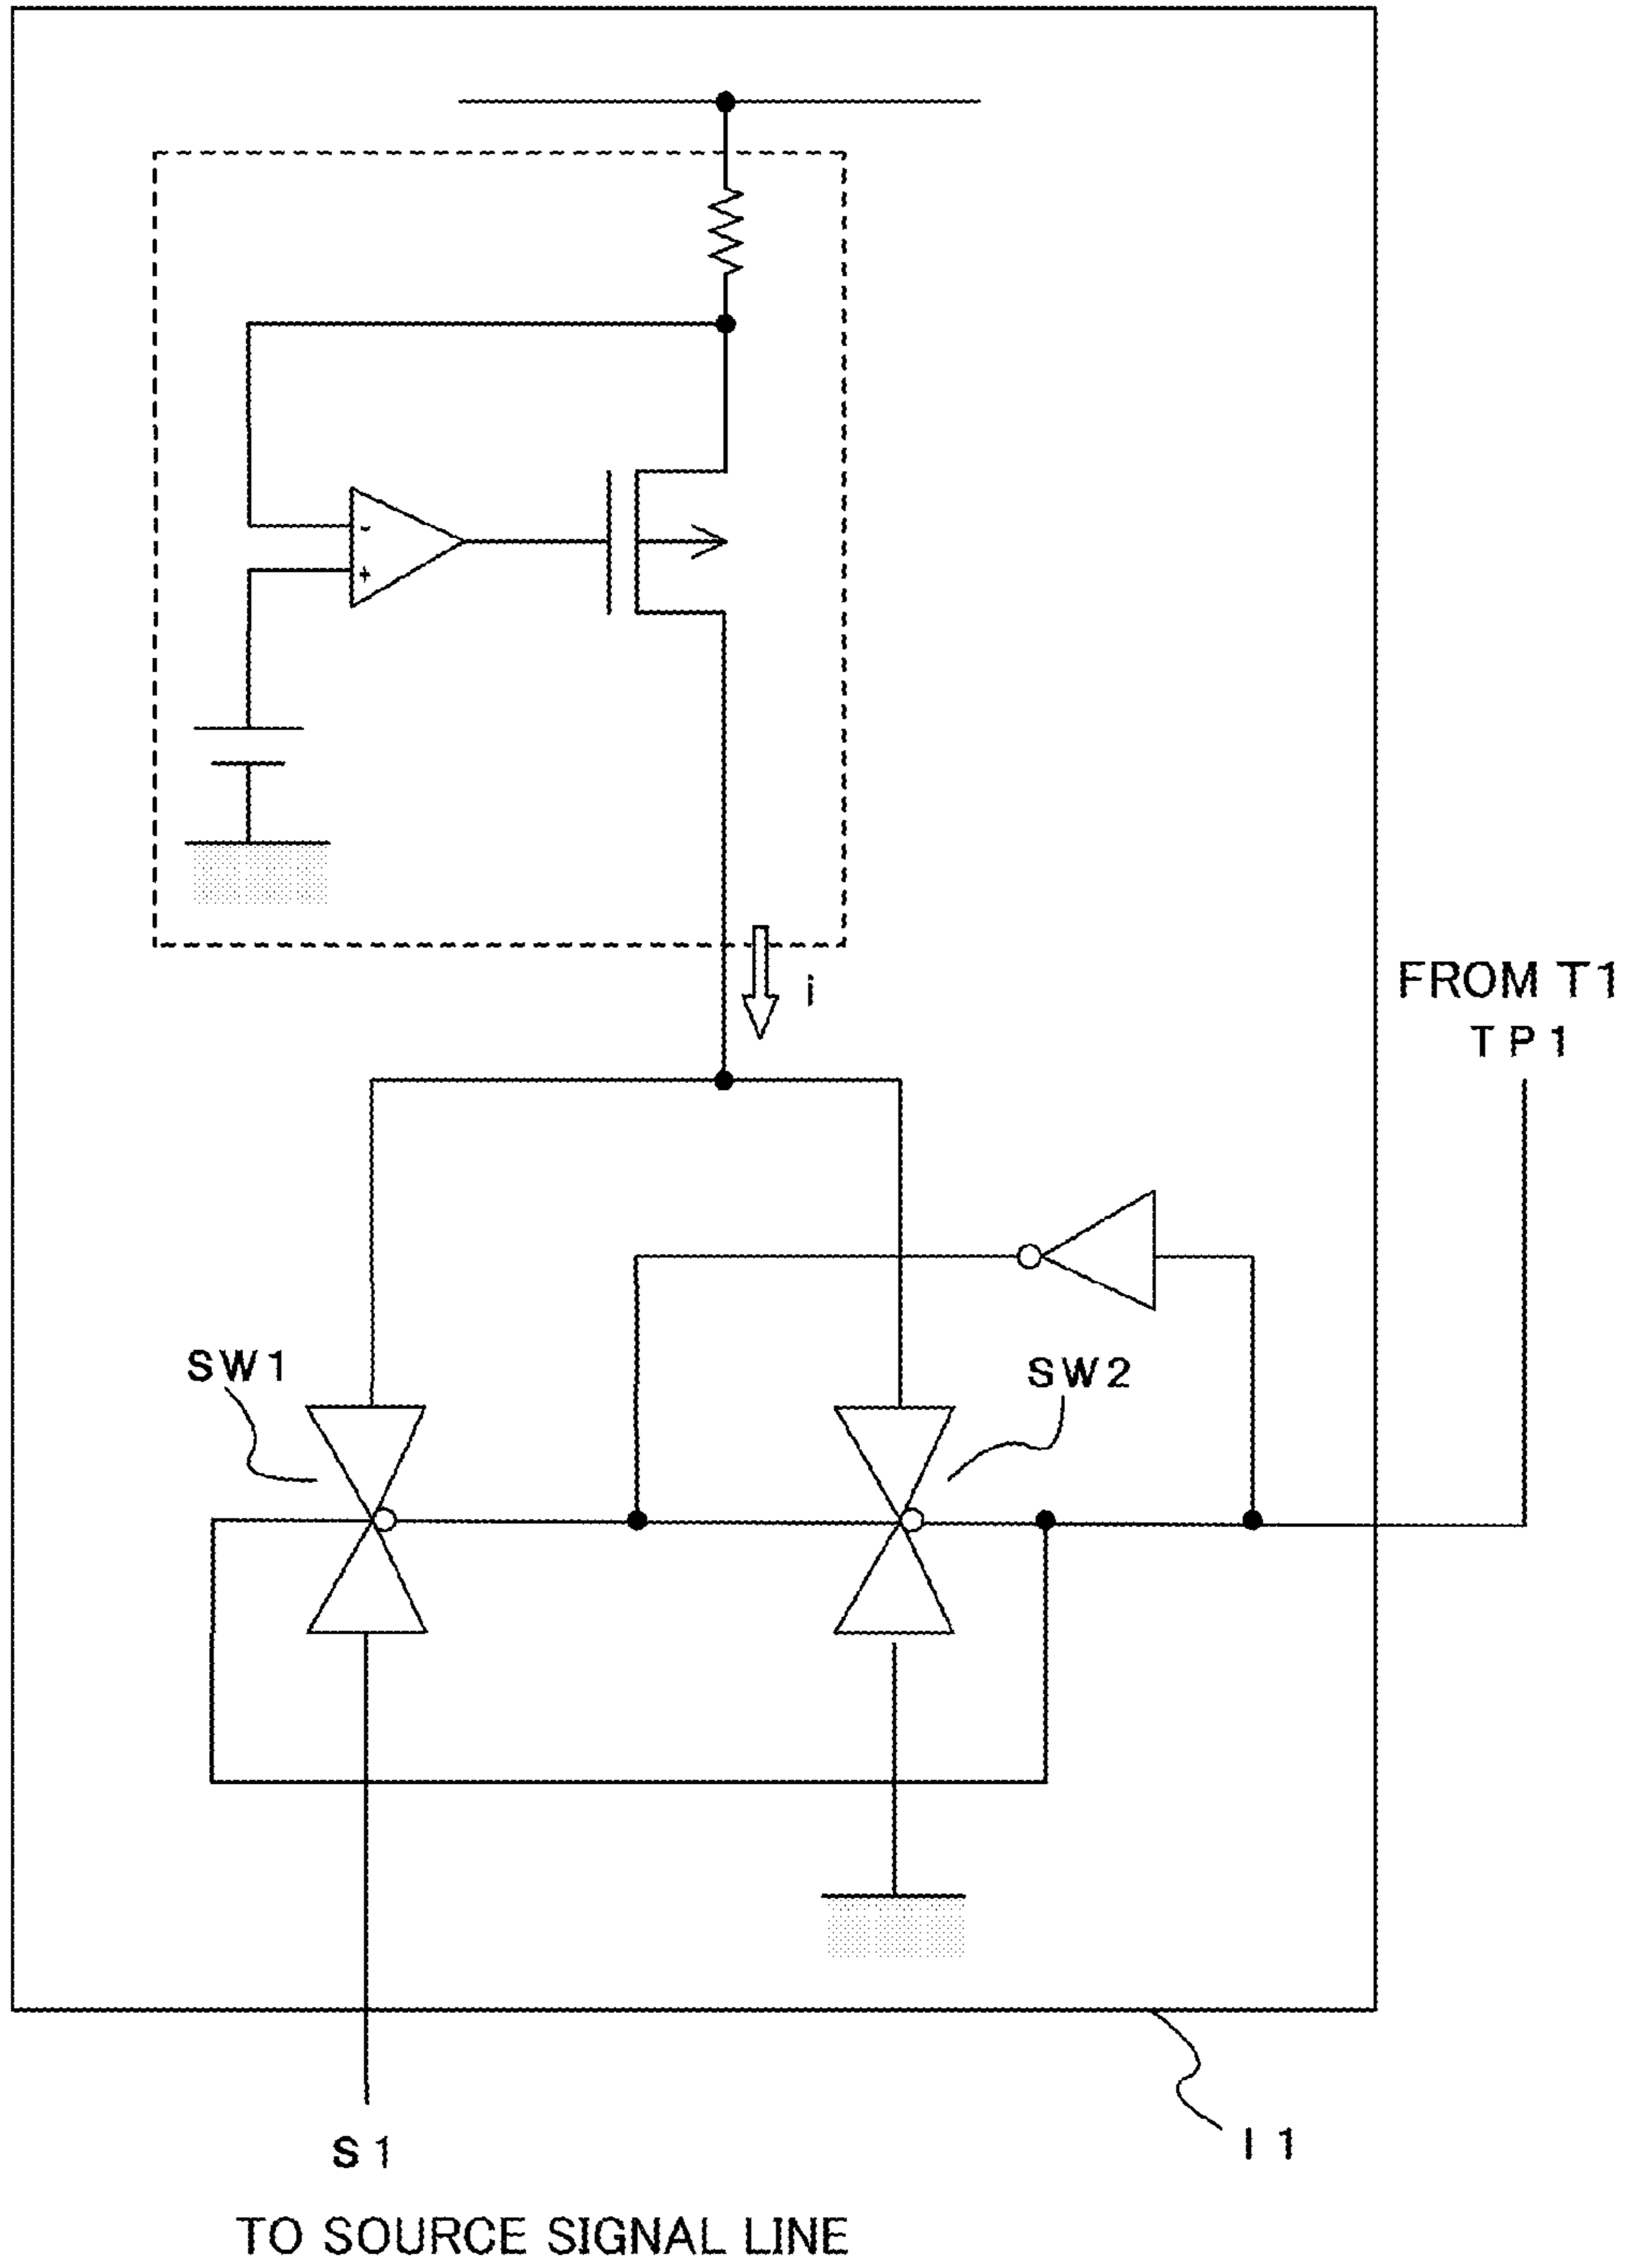 -
+
i
FROM T1
TP1
SW1
SW2
S1
I1
TO SOURCE SIGNAL LINE